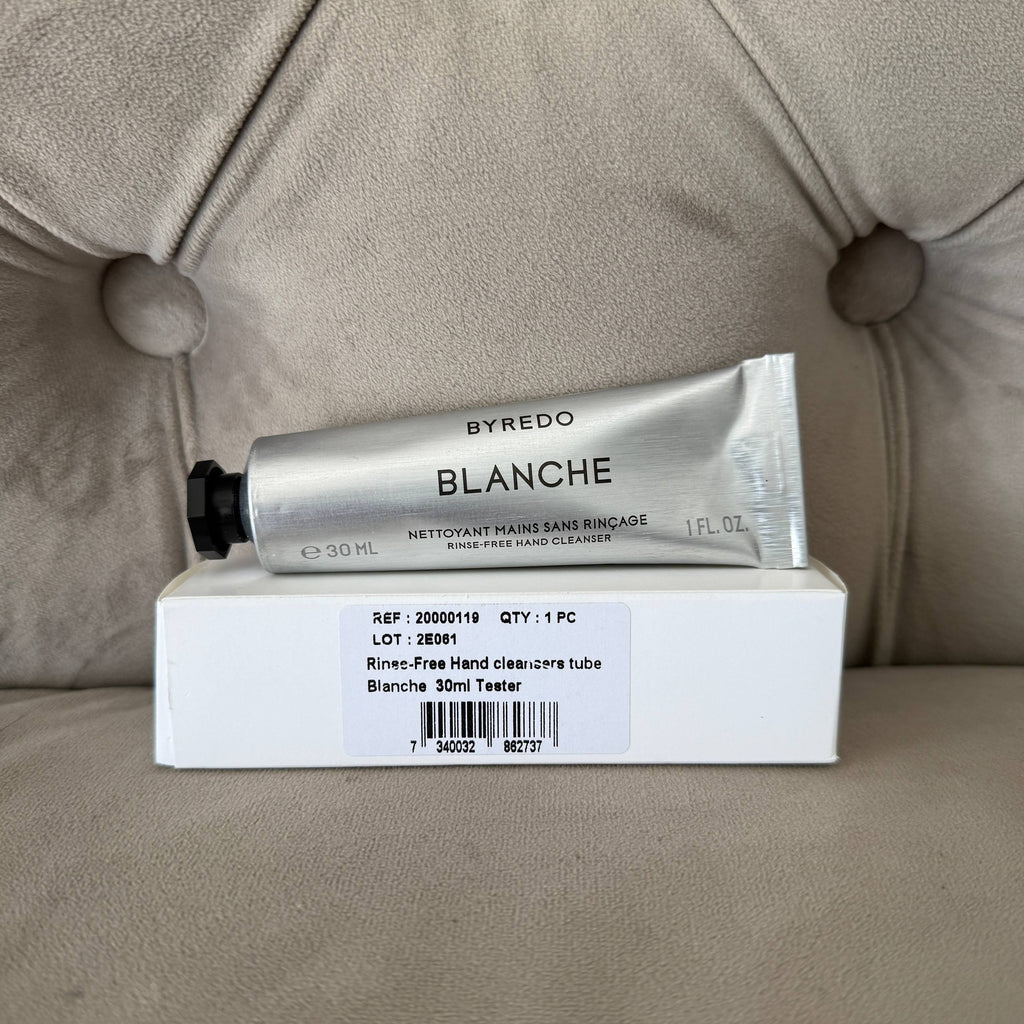 BYREDO
BLANCHE
NETTOYANT MAINS SANS RINÇAGE
RINSE-FREE HAND CLEANSER
℮ 30 ML
1 FL. OZ.
REF : 20000119 QTY : 1 PC
LOT : 2E061
Rinse-Free Hand cleansers tube
Blanche 30ml Tester
7 340032 862737